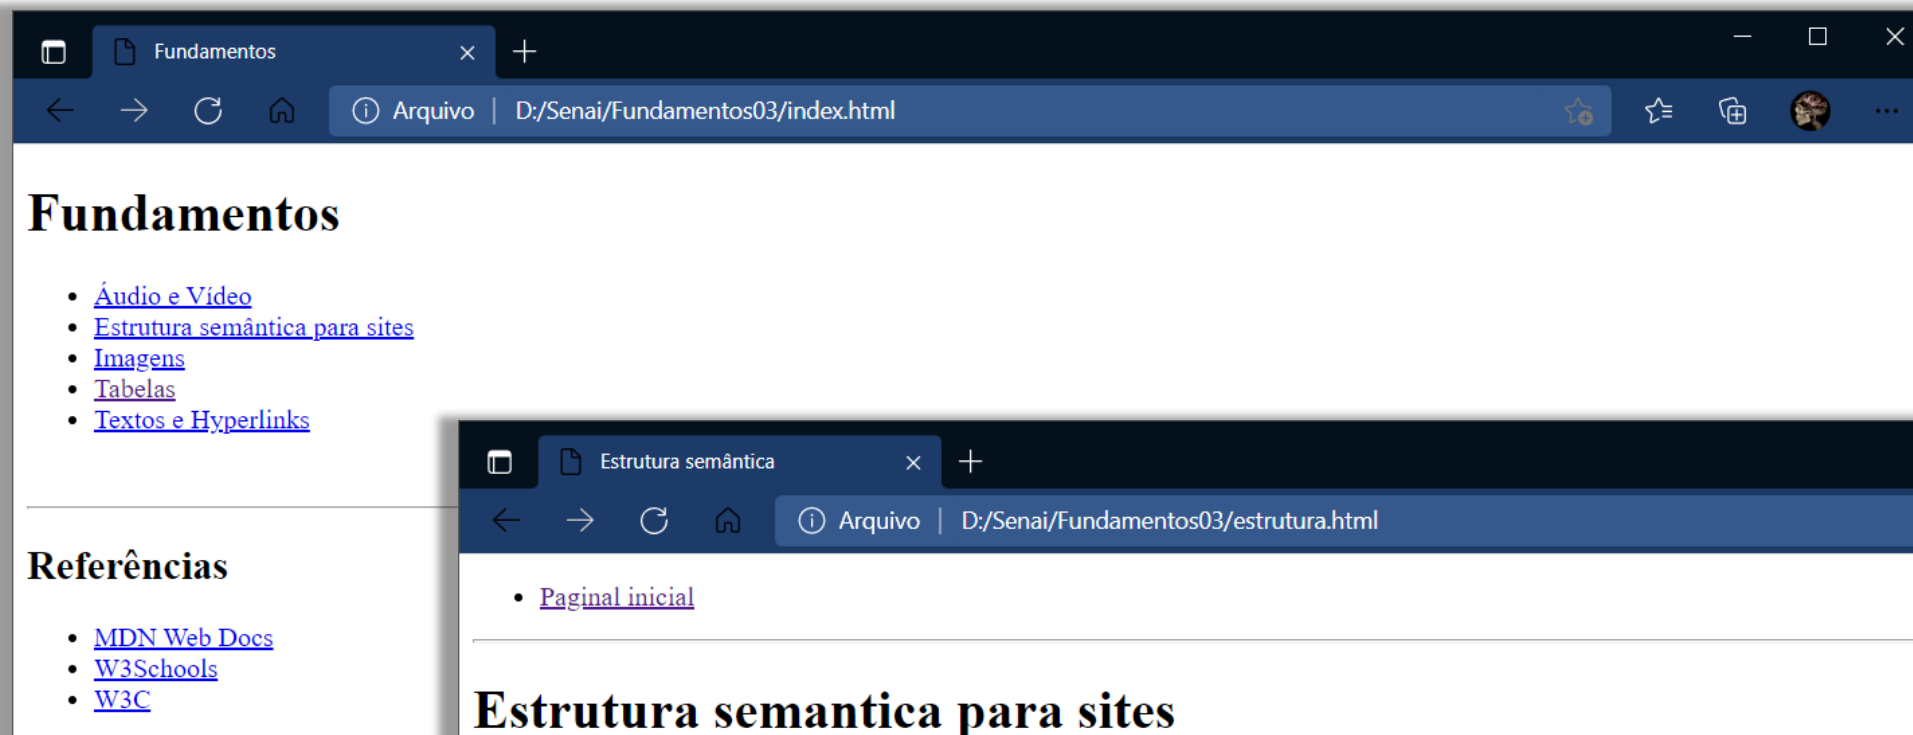 Fundamentos
Arquivo | D:/Senai/Fundamentos03/index.html
Fundamentos
Áudio e Vídeo
Estrutura semântica para sites
Imagens
Tabelas
Textos e Hyperlinks
Referências
MDN Web Docs
W3Schools
W3C
Estrutura semântica
Arquivo | D:/Senai/Fundamentos03/estrutura.html
Paginal inicial
Estrutura semantica para sites